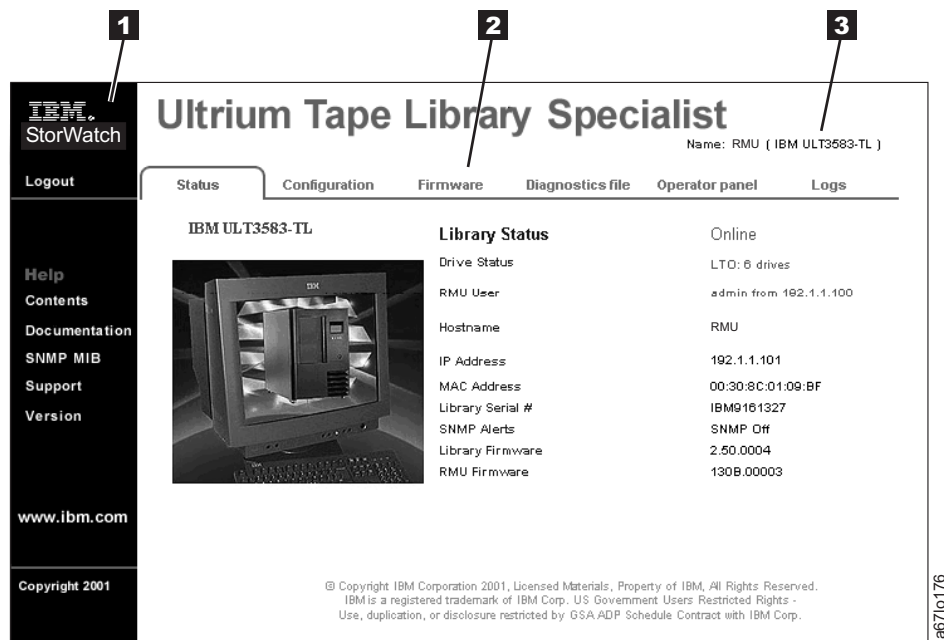 1
2
3
IBM.
StorWatch
Ultrium Tape Library Specialist
Name: RMU ( IBM ULT3583-TL )
Logout
Status Configuration Firmware Diagnostics file Operator panel Logs
IBM ULT3583-TL
Library Status Online
Drive Status LTO: 6 drives
RMU User admin from 192.1.1.100
Hostname RMU
IP Address 192.1.1.101
MAC Address 00:30:8C:01:09:BF
Library Serial # IBM9161327
SNMP Alerts SNMP Off
Library Firmware 2.50.0004
RMU Firmware 130B.00003
IBM
Help
Contents
Documentation
SNMP MIB
Support
Version
www.ibm.com
Copyright 2001
© Copyright IBM Corporation 2001, Licensed Materials, Property of IBM, All Rights Reserved.
IBM is a registered trademark of IBM Corp. US Government Users Restricted Rights -
Use, duplication, or disclosure restricted by GSA ADP Schedule Contract with IBM Corp.
a67lo176